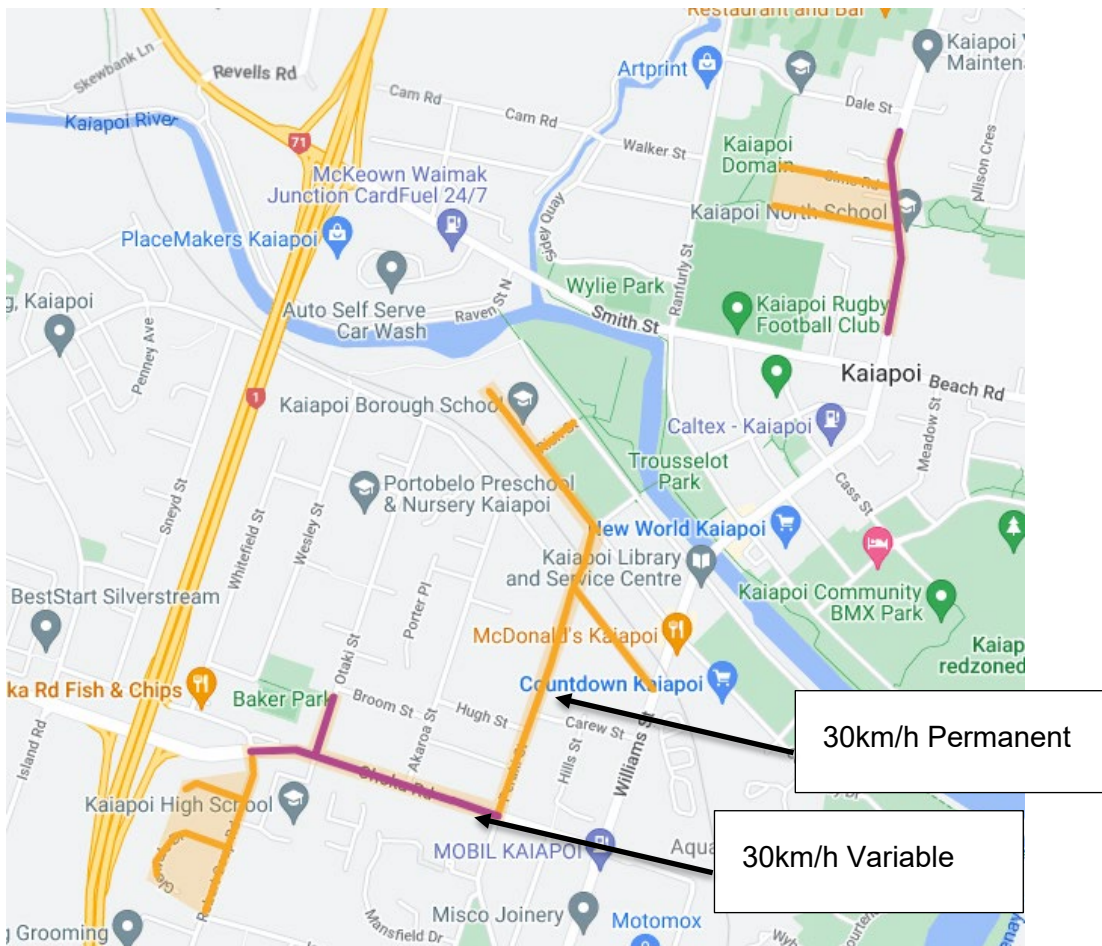 Restaurant and Bar
Skewbank Ln
Revells Rd
Kaiapoi
Maintena
Artprint
Cam Rd
Cam Rd
Dale St
Kaiapoi River
71
Walker St
Kaiapoi
Domain
Allison Cres
McKeown Waimak
Junction CardFuel 24/7
Sims Rd
Kaiapoi North School
Sidey Quay
PlaceMakers Kaiapoi
Ranfurly St
g, Kaiapoi
Penney Ave
Auto Self Serve
Car Wash
Raven St N
Wylie Park
Smith St
Kaiapoi Rugby
Football Club
Kaiapoi
Beach Rd
1
Kaiapoi Borough School
Caltex - Kaiapoi
Meadow St
Trousselot
Park
Cass St
Sneyd St
Whitefield St
Wesley St
Portobelo Preschool
& Nursery Kaiapoi
New World Kaiapoi
Kaiapoi Library
and Service Centre
Kaiapoi Community
BMX Park
BestStart Silverstream
Porter Pl
McDonald's Kaiapoi
Kaiap
redzoned
Otaki St
ka Rd Fish & Chips
Baker Park
Countdown Kaiapoi
Broom St
Hugh St
Carew St
Akaroa St
Island Rd
Hills St
Williams St
30km/h Permanent
Ohoka Rd
Peraki St
Kaiapoi High School
MOBIL KAIAPOI
Aqua
30km/h Variable
Misco Joinery
Motomox
Mansfield Dr
g Grooming